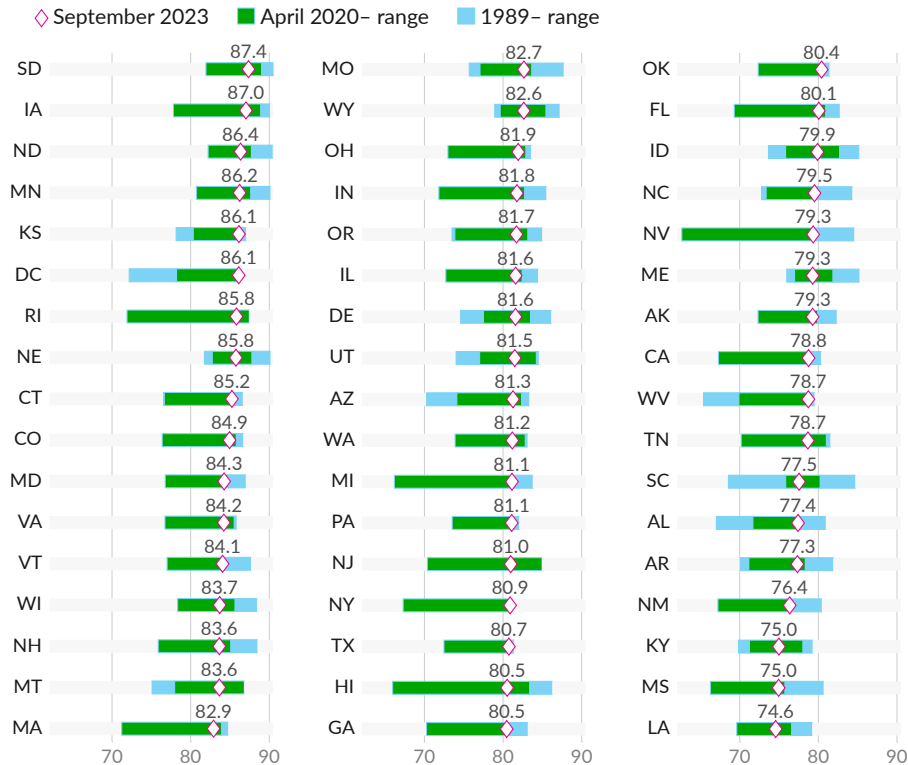 September 2023 April 2020– range 1989– range
87.4 82.7 80.4
SD MO OK
87.0 82.6 80.1
IA WY FL
86.4 81.9 79.9
ND OH ID
86.2 81.8 79.5
MN IN NC
86.1 81.7 79.3
KS OR NV
86.1 81.6 79.3
DC IL ME
85.8 81.6 79.3
RI DE AK
85.8 81.5 78.8
NE UT CA
85.2 81.3 78.7
CT AZ WV
84.9 81.2 78.7
CO WA TN
84.3 81.1 77.5
MD MI SC
84.2 81.1 77.4
VA PA AL
84.1 81.0 77.3
VT NJ AR
83.7 80.9 76.4
WI NY NM
83.6 80.7 75.0
NH TX KY
83.6 80.5 75.0
MT HI MS
82.9 80.5 74.6
MA GA LA
70 80 90 70 80 90 70 80 90